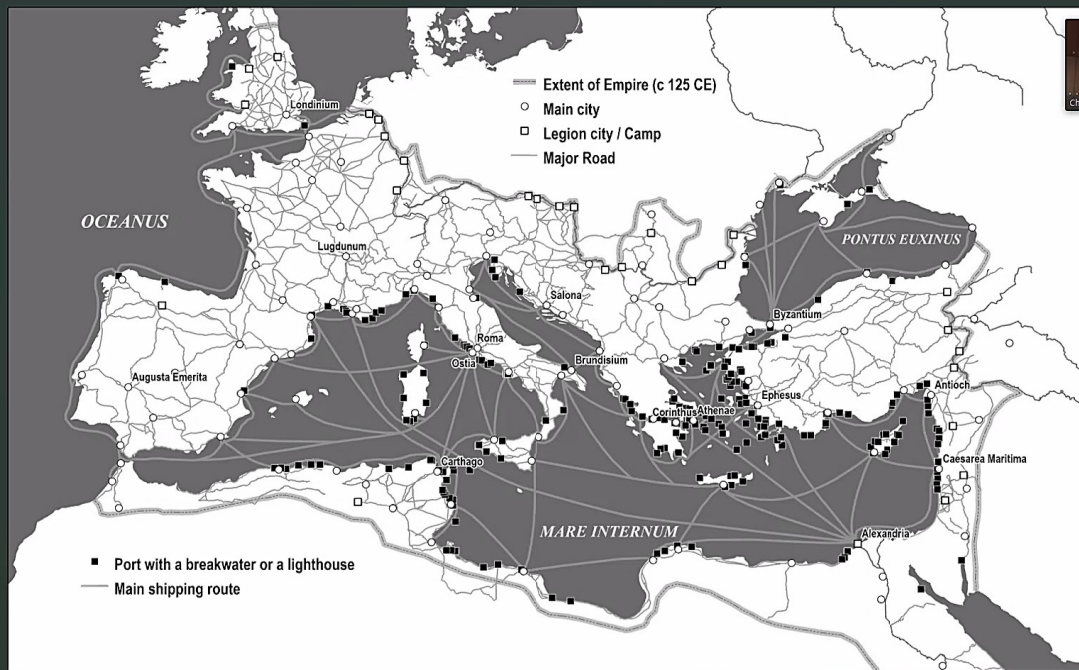 Extent of Empire (c 125 CE)
Main city
Legion city / Camp
Major Road
Ch
Londinium
OCEANUS
PONTUS EUXINUS
Lugdunum
Salona
Byzantium
Roma
Ostia
Brundisium
Augusta Emerita
Antioch
Ephesus
Corinthus
Athenae
Carthago
Caesarea Maritima
MARE INTERNUM
Alexandria
Port with a breakwater or a lighthouse
Main shipping route